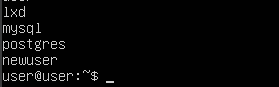 lxd
mysql
postgres
newuser
user@user:~$ _